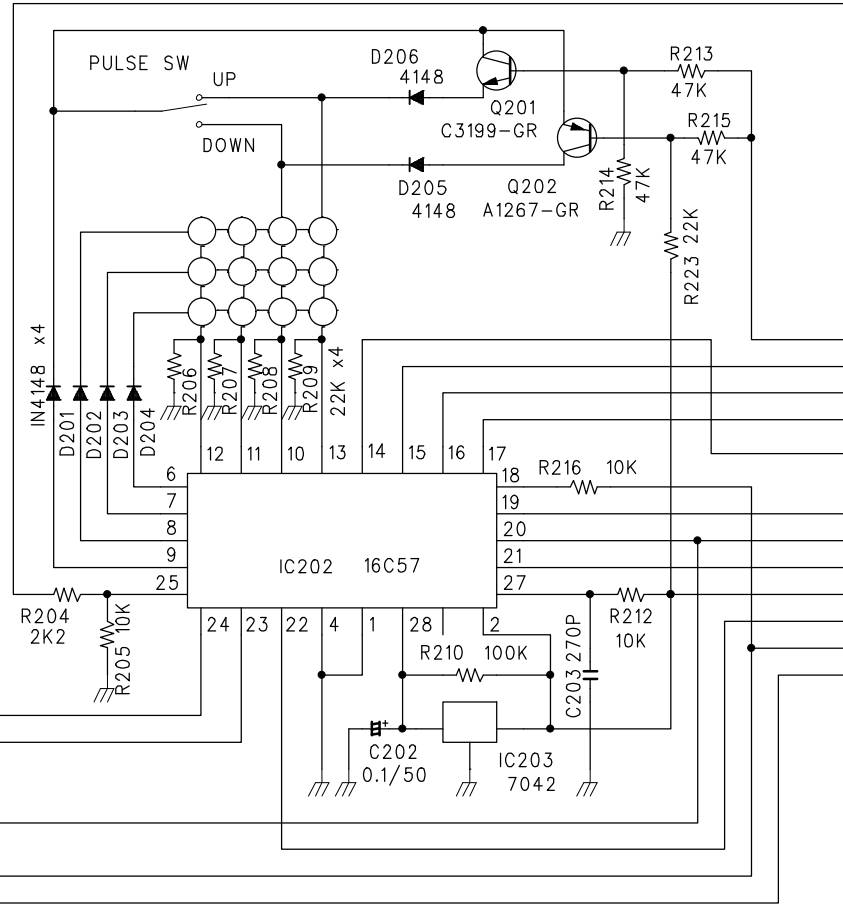 PULSE SW
UP
DOWN
D206
4148
Q201
C3199-GR
R213
47K
R215
47K
D205
4148
Q202
A1267-GR
R214
47K
R223 22K
IN4148 x4
D201
D202
D203
D204
R206
R207
R208
R209
22K x4
12
11
10
13
14
15
16
17
6
7
8
9
25
18
19
20
21
27
R216 10K
IC202 16C57
24
23
22
4
1
28
2
R204
2K2
R205 10K
R212
10K
R210 100K
C203 270P
C202
0.1/50
+
IC203
7042